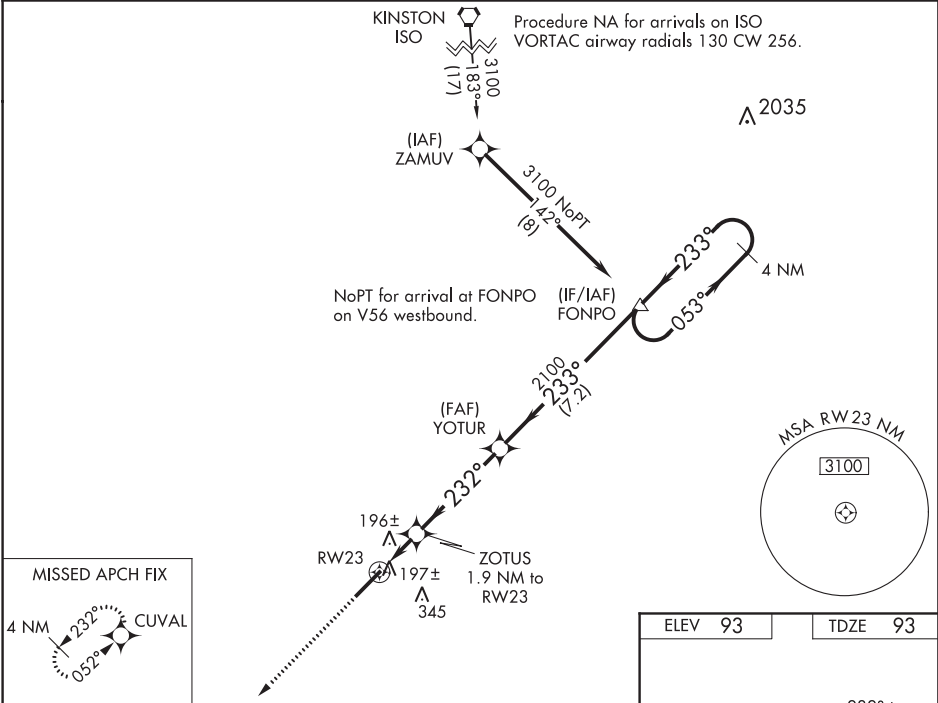 KINSTON
ISO
Procedure NA for arrivals on ISO
VORTAC airway radials 130 CW 256.
3100
183°
(17)
2035
(IAF)
ZAMUV
3100 NoPT
142°
(8)
233°
4 NM
053°
NoPT for arrival at FONPO
on V56 westbound.
(IF/IAF)
FONPO
2100
233°
(7.2)
(FAF)
YOTUR
MSA RW23 NM
3100
232°
196±
ZOTUS
1.9 NM to
RW23
RW23
197±
345
MISSED APCH FIX
4 NM
232°
052°
CUVAL
ELEV 93
TDZE 93